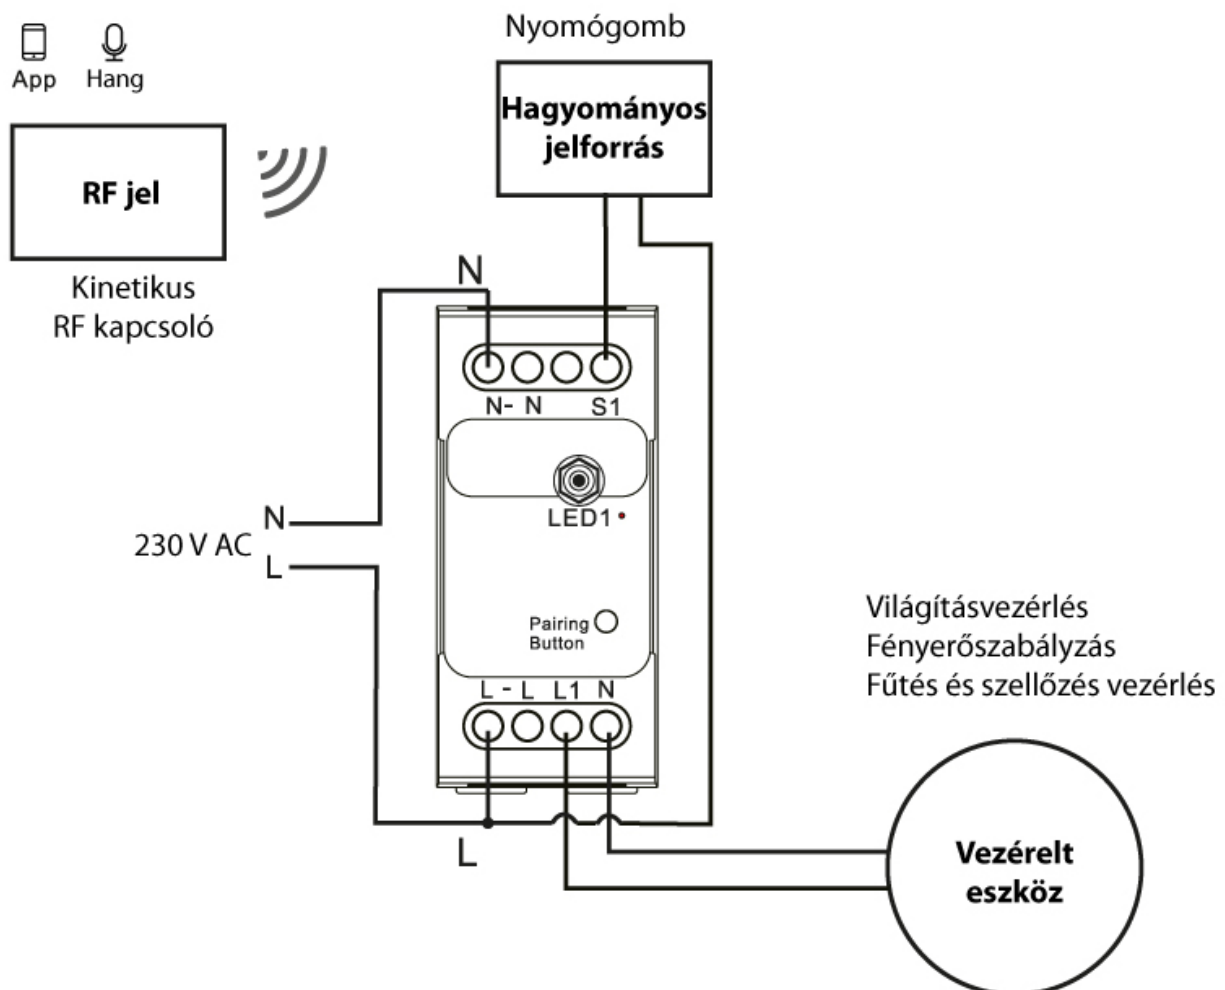 Nyomógomb
App Hang
Hagyományos
jelforrás
RF jel
Kinetikus
RF kapcsoló
N
N- N S1
LED1
N
230 V AC
L
Pairing
Button
L - L L1 N
L
Világításvezérlés
Fényerőszabályzás
Fűtés és szellőzés vezérlés
Vezérelt
eszköz